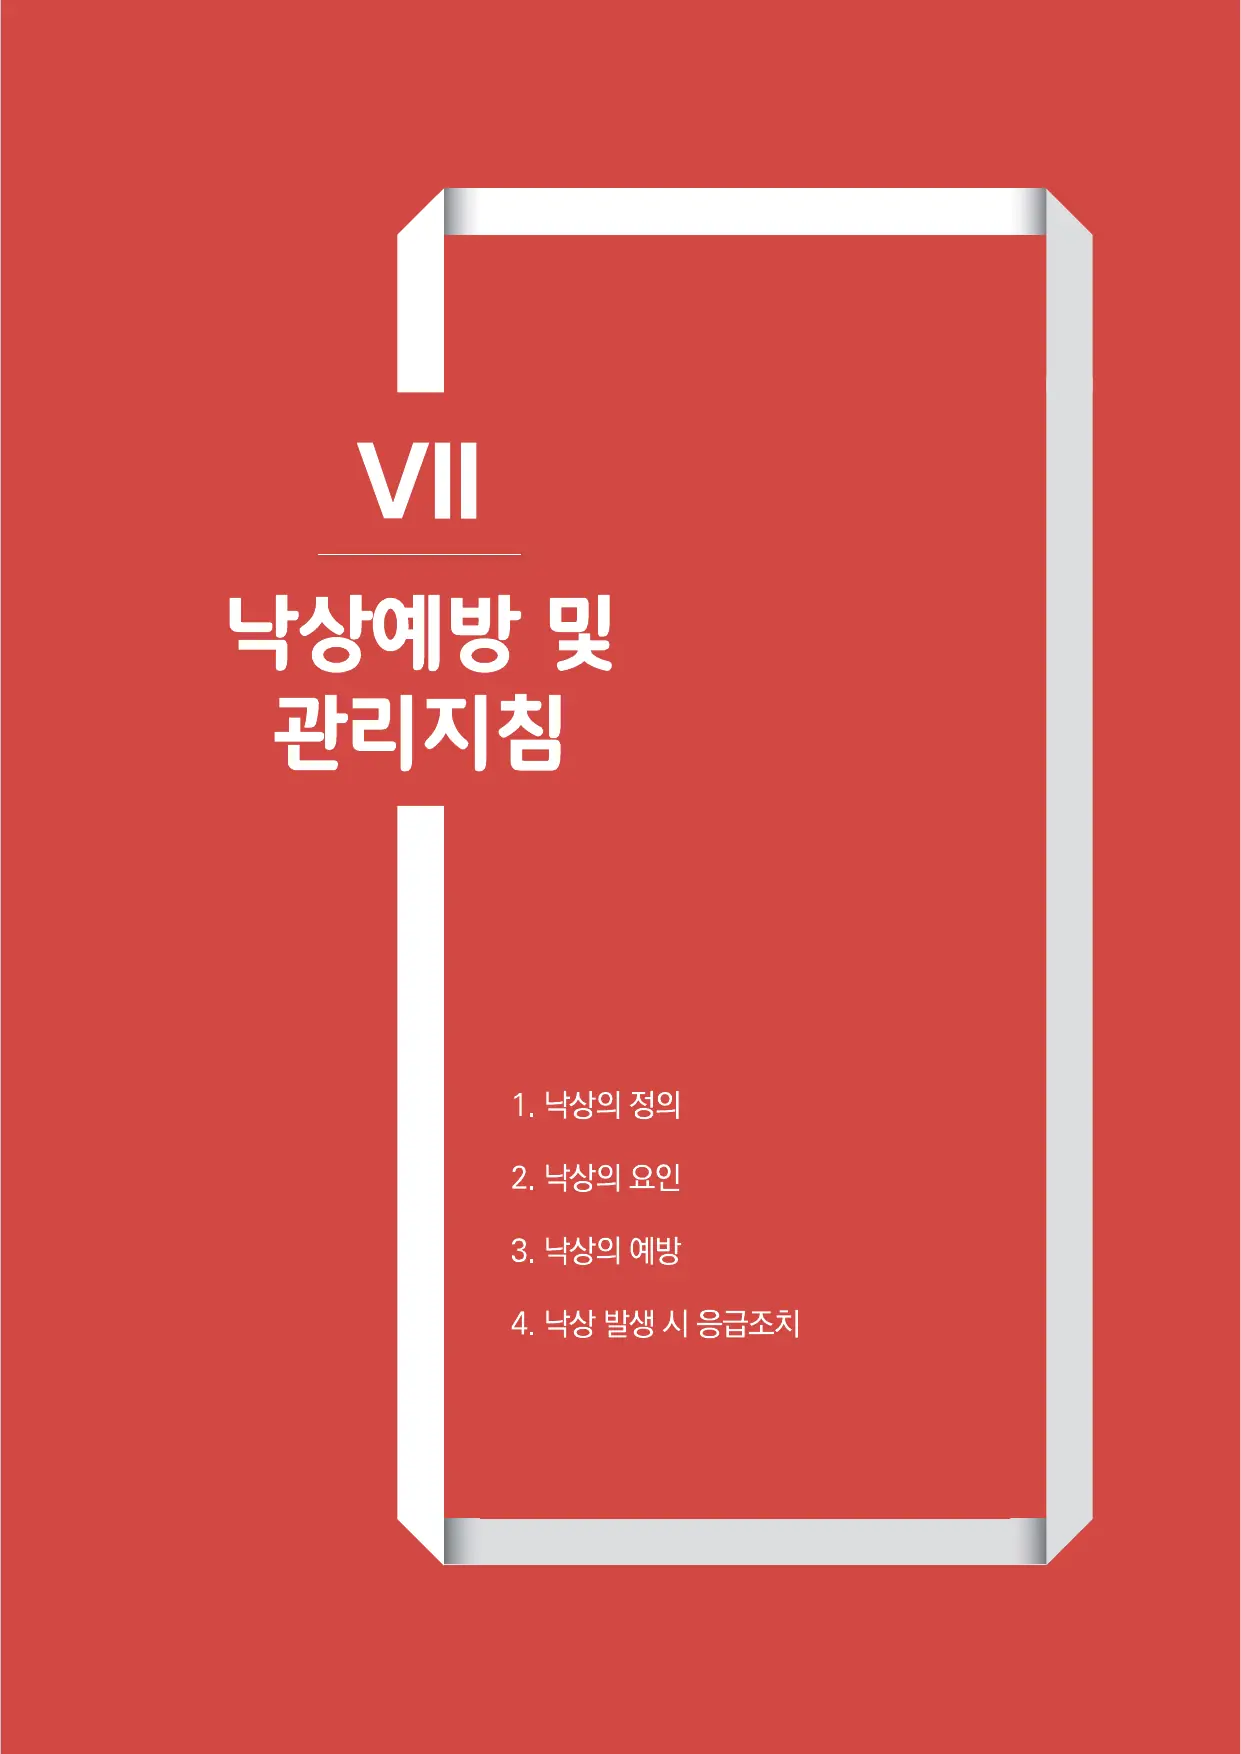 VII
낙상예방 및
관리지침
1. 낙상의 정의
2. 낙상의 요인
3. 낙상의 예방
4. 낙상 발생 시 응급조치